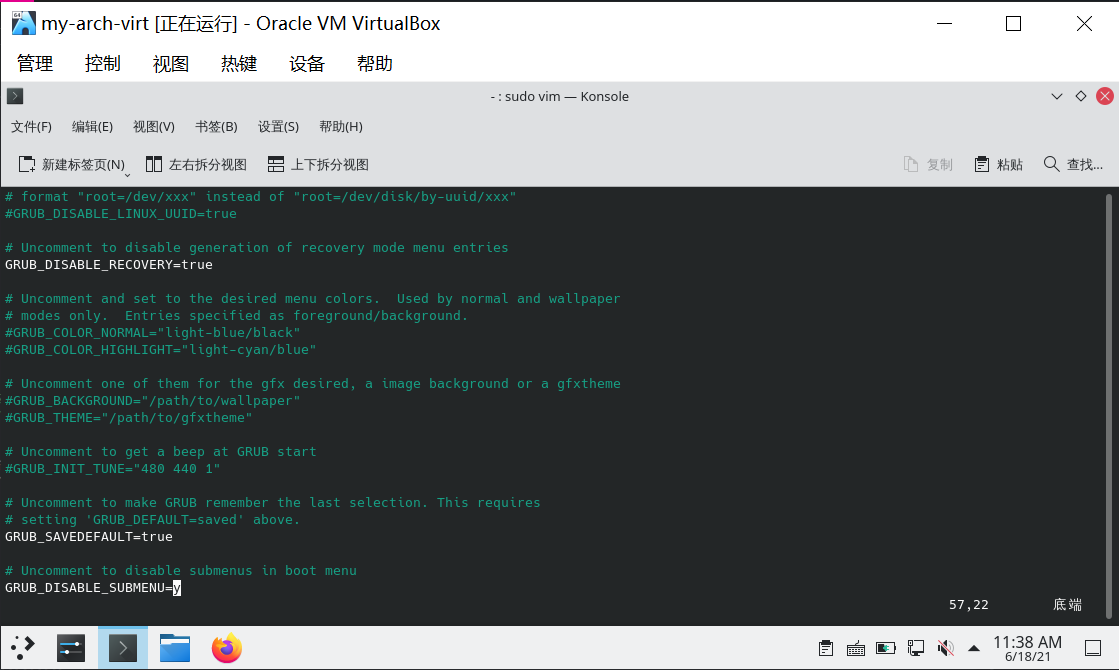 my-arch-virt [正在运行] - Oracle VM VirtualBox
管理 控制 视图 热键 设备 帮助
- : sudo vim — Konsole
文件(F) 编辑(E) 视图(V) 书签(B) 设置(S) 帮助(H)
新建标签页(N) 左右拆分视图 上下拆分视图 复制 粘贴 查找...
# format "root=/dev/xxx" instead of "root=/dev/disk/by-uuid/xxx"
#GRUB_DISABLE_LINUX_UUID=true
# Uncomment to disable generation of recovery mode menu entries
GRUB_DISABLE_RECOVERY=true
# Uncomment and set to the desired menu colors.  Used by normal and wallpaper
# modes only.  Entries specified as foreground/background.
#GRUB_COLOR_NORMAL="light-blue/black"
#GRUB_COLOR_HIGHLIGHT="light-cyan/blue"
# Uncomment one of them for the gfx desired, a image background or a gfxtheme
#GRUB_BACKGROUND="/path/to/wallpaper"
#GRUB_THEME="/path/to/gfxtheme"
# Uncomment to get a beep at GRUB start
#GRUB_INIT_TUNE="480 440 1"
# Uncomment to make GRUB remember the last selection. This requires
# setting 'GRUB_DEFAULT=saved' above.
GRUB_SAVEDEFAULT=true
# Uncomment to disable submenus in boot menu
GRUB_DISABLE_SUBMENU=y
57,22 底端
11:38 AM
6/18/21